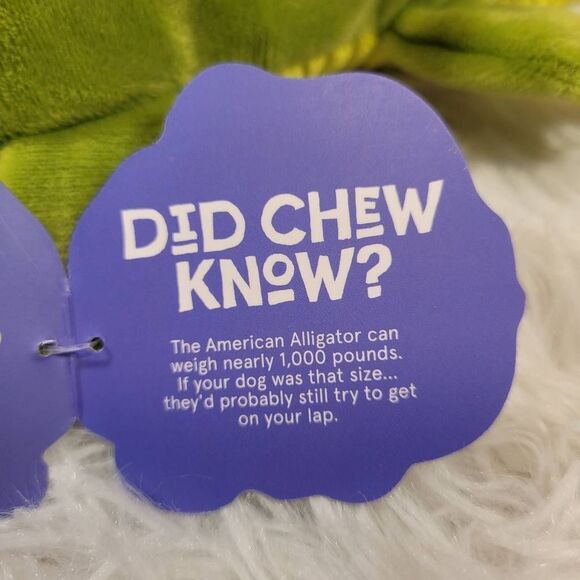 DID CHEW
KNOW?
The American Alligator can
weigh nearly 1,000 pounds.
If your dog was that size...
they'd probably still try to get
on your lap.